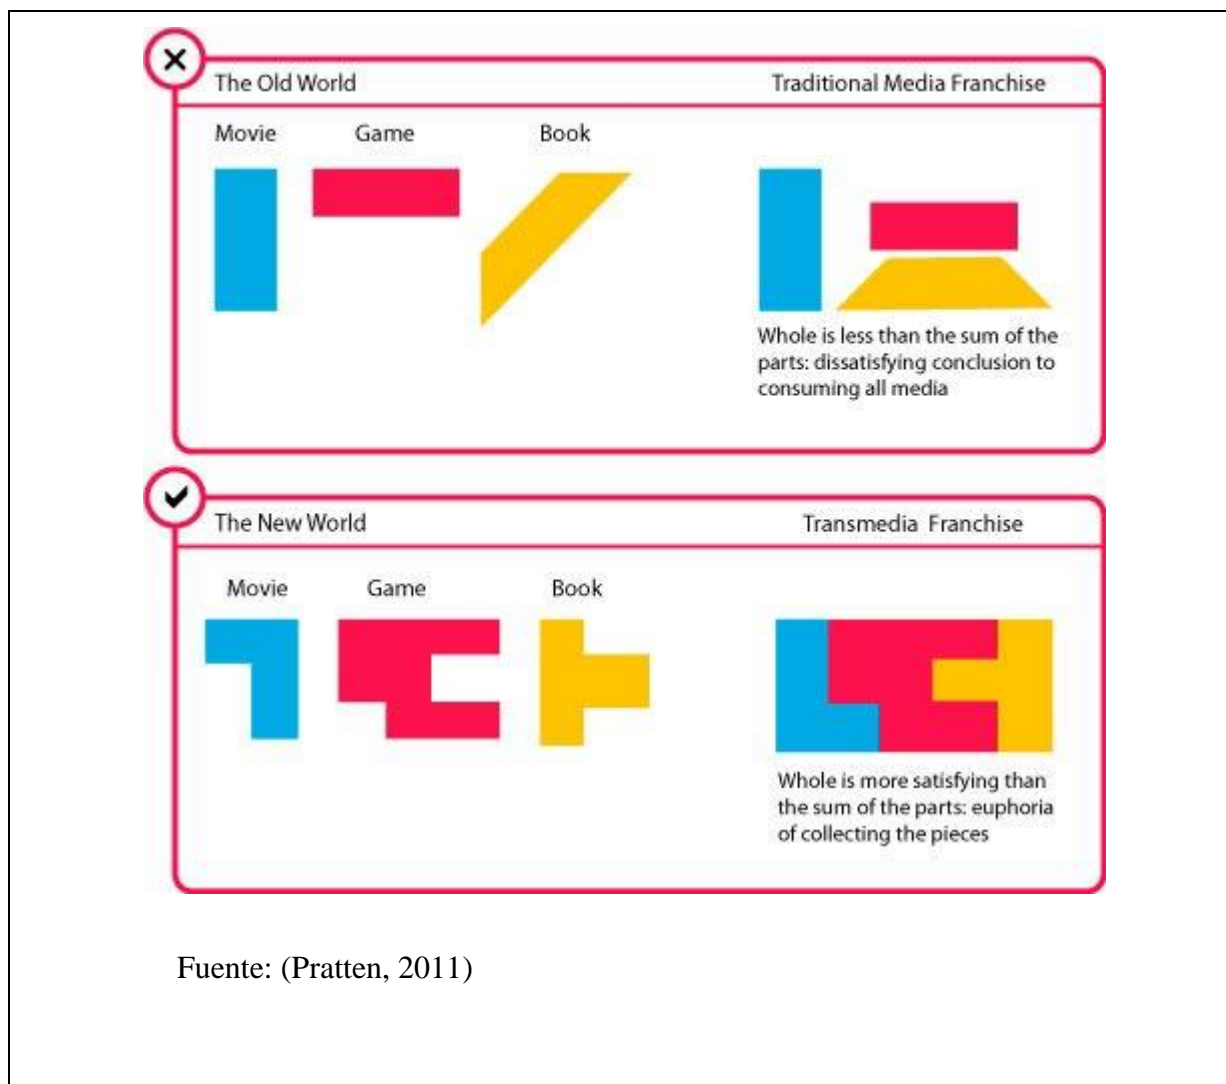 The Old World
Traditional Media Franchise
Movie
Game
Book
Whole is less than the sum of the
parts: dissatisfying conclusion to
consuming all media
The New World
Transmedia Franchise
Movie
Game
Book
Whole is more satisfying than
the sum of the parts: euphoria
of collecting the pieces
Fuente: (Pratten, 2011)